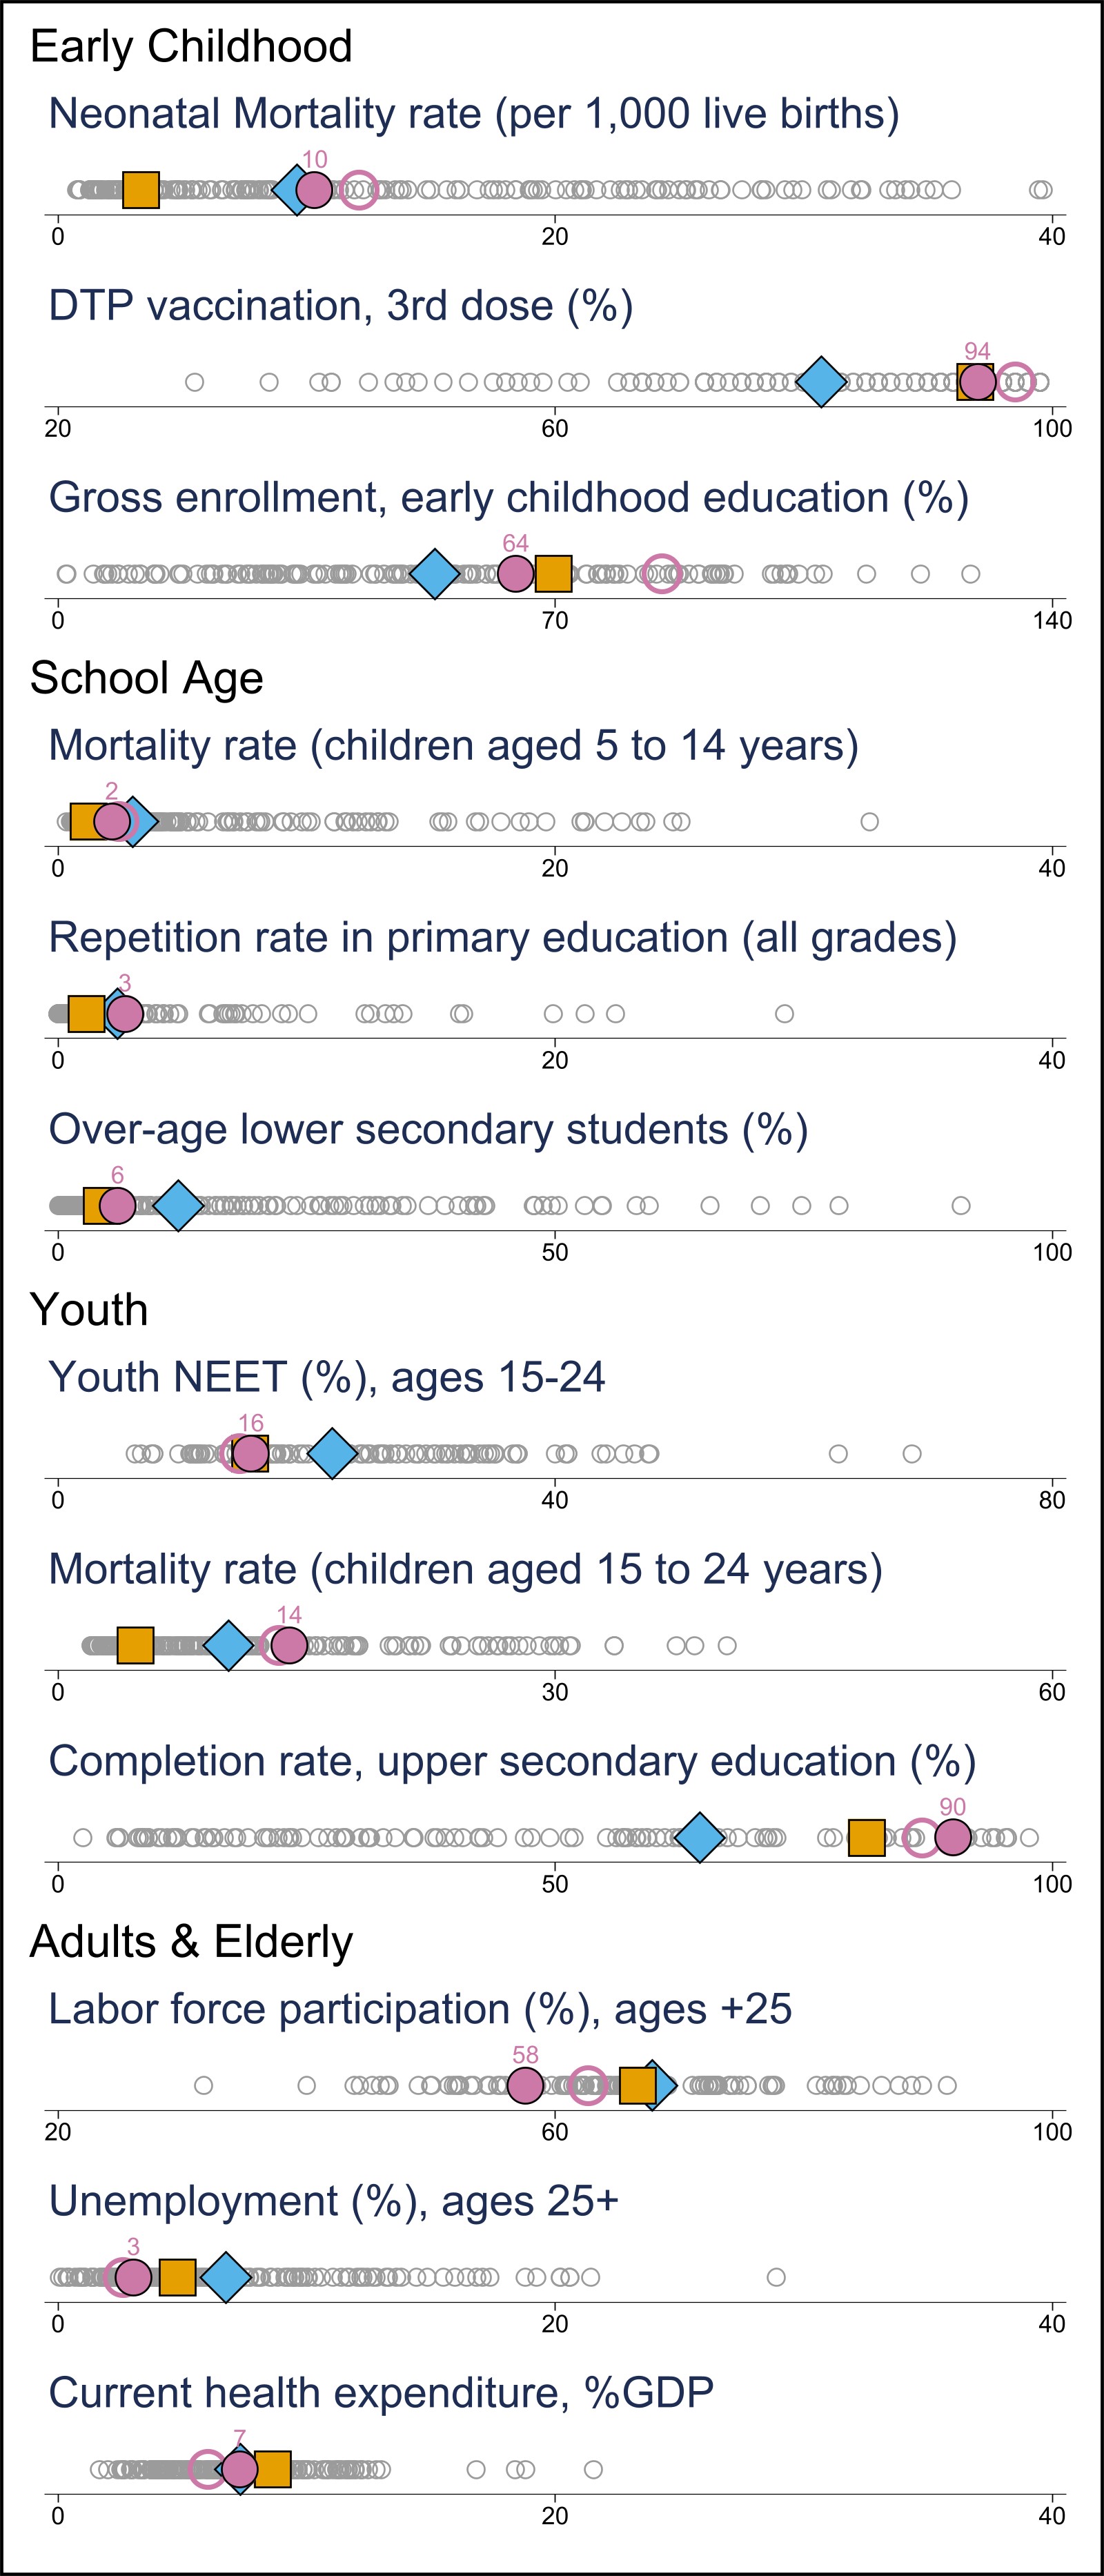 Early Childhood
Neonatal Mortality rate (per 1,000 live births)
10
0 20 40
DTP vaccination, 3rd dose (%)
94
20 60 100
Gross enrollment, early childhood education (%)
64
0 70 140
School Age
Mortality rate (children aged 5 to 14 years)
2
0 20 40
Repetition rate in primary education (all grades)
3
0 20 40
Over-age lower secondary students (%)
6
0 50 100
Youth
Youth NEET (%), ages 15-24
16
0 40 80
Mortality rate (children aged 15 to 24 years)
14
0 30 60
Completion rate, upper secondary education (%)
90
0 50 100
Adults & Elderly
Labor force participation (%), ages +25
58
20 60 100
Unemployment (%), ages 25+
3
0 20 40
Current health expenditure, %GDP
7
0 20 40